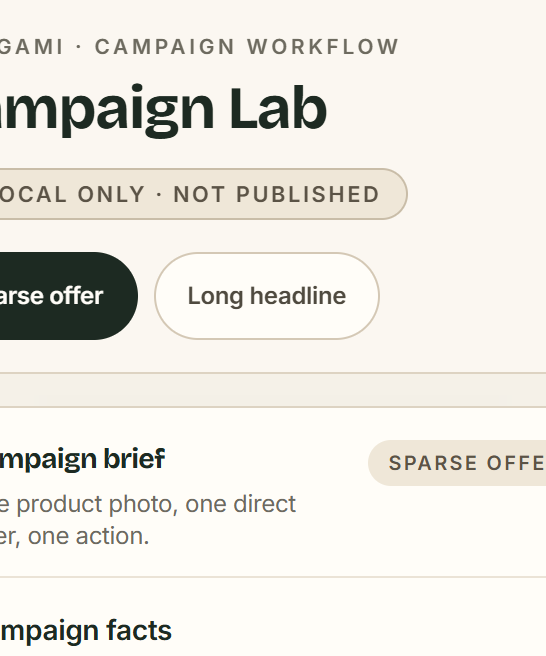 GAMI · CAMPAIGN WORKFLOW
ampaign Lab
OCAL ONLY · NOT PUBLISHED
arse offer
Long headline
mpaign brief
SPARSE OFFE
e product photo, one direct
er, one action.
mpaign facts